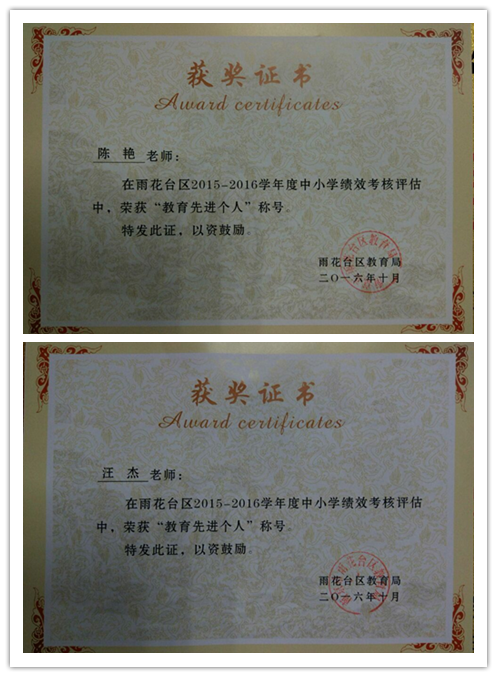 获奖证书
Award certificates
陈艳老师：
在雨花台区2015-2016学年度中小学绩效考核评估
中，荣获“教育先进个人”称号。
特发此证，以资鼓励。
雨花台区教育局
二〇一六年十月
获奖证书
Award certificates
汪杰老师：
在雨花台区2015-2016学年度中小学绩效考核评估
中，荣获“教育先进个人”称号。
特发此证，以资鼓励。
雨花台区教育局
二〇一六年十月